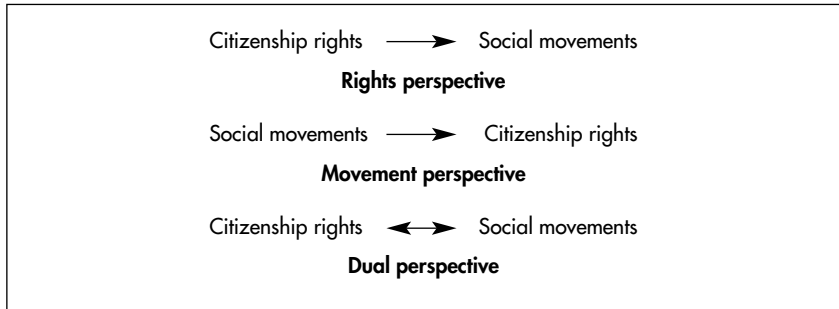 Citizenship rights → Social movements
Rights perspective
Social movements → Citizenship rights
Movement perspective
Citizenship rights ↔ Social movements
Dual perspective